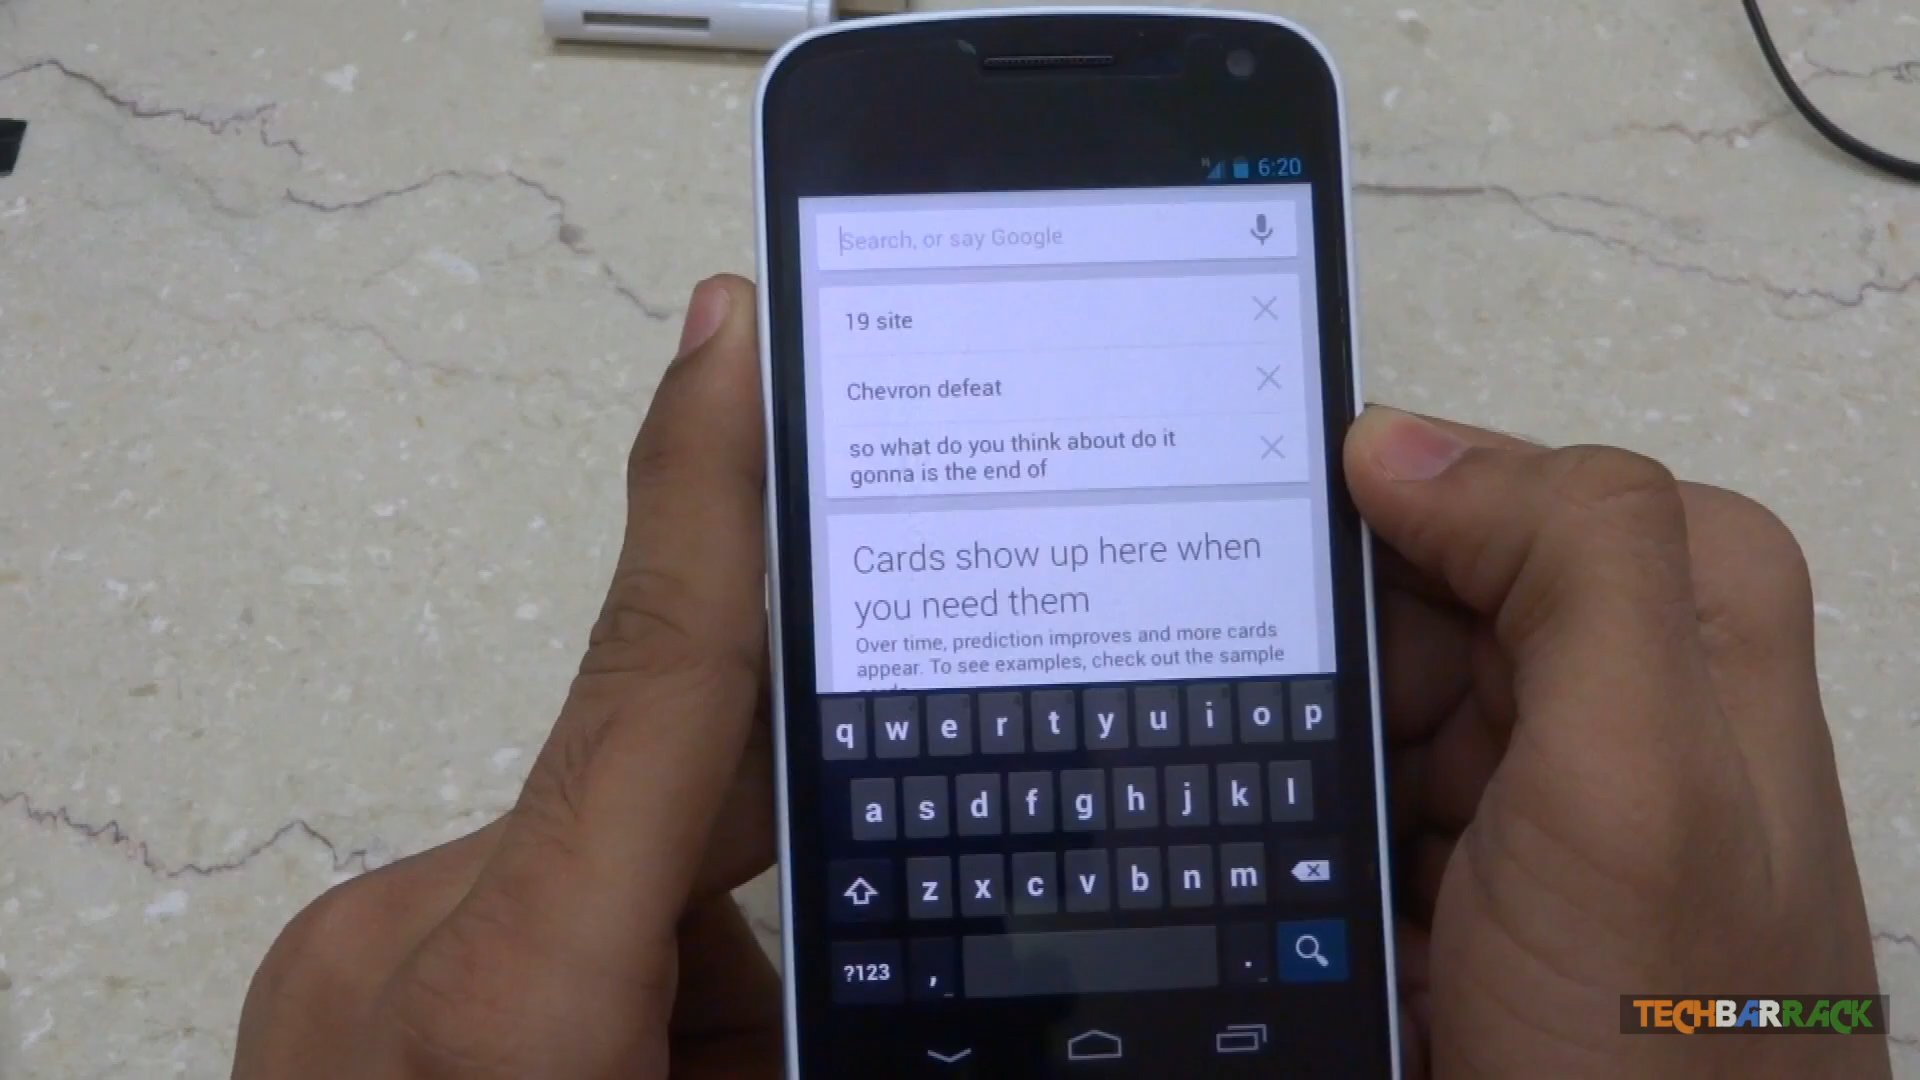 6:20
Search, or say Google
19 site
Chevron defeat
so what do you think about do it
gonna is the end of
Cards show up here when
you need them
Over time, prediction improves and more cards
appear. To see examples, check out the sample
q w e r t y u i o p
a s d f g h j k l
z x c v b n m
?123 , .
TECHBARRACK